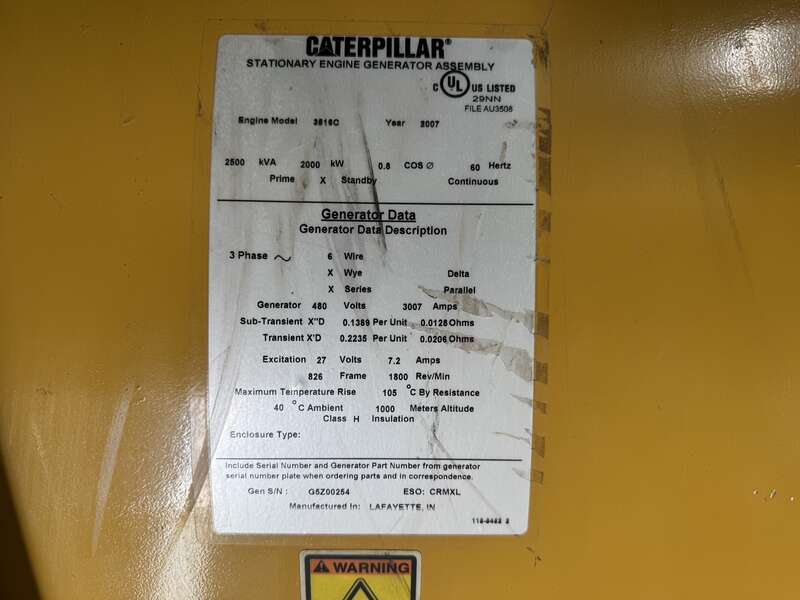 CATERPILLAR®
STATIONARY ENGINE GENERATOR ASSEMBLY
C UL US LISTED
29NN
FILE AU3508
Engine Model 3516C Year 2007
2500 kVA 2000 kW 0.8 COS Ø 60 Hertz
Prime X Standby Continuous
Generator Data
Generator Data Description
3 Phase ~ 6 Wire
X Wye Delta
X Series Parallel
Generator 480 Volts 3007 Amps
Sub-Transient X"D 0.1389 Per Unit 0.0128 Ohms
Transient X'D 0.2235 Per Unit 0.0206 Ohms
Excitation 27 Volts 7.2 Amps
826 Frame 1800 Rev/Min
Maximum Temperature Rise 105 °C By Resistance
40 °C Ambient 1000 Meters Altitude
Class H Insulation
Enclosure Type:
Include Serial Number and Generator Part Number from generator
serial number plate when ordering parts and in correspondence.
Gen S/N : G5Z00254 ESO: CRMXL
Manufactured In: LAFAYETTE, IN
WARNING